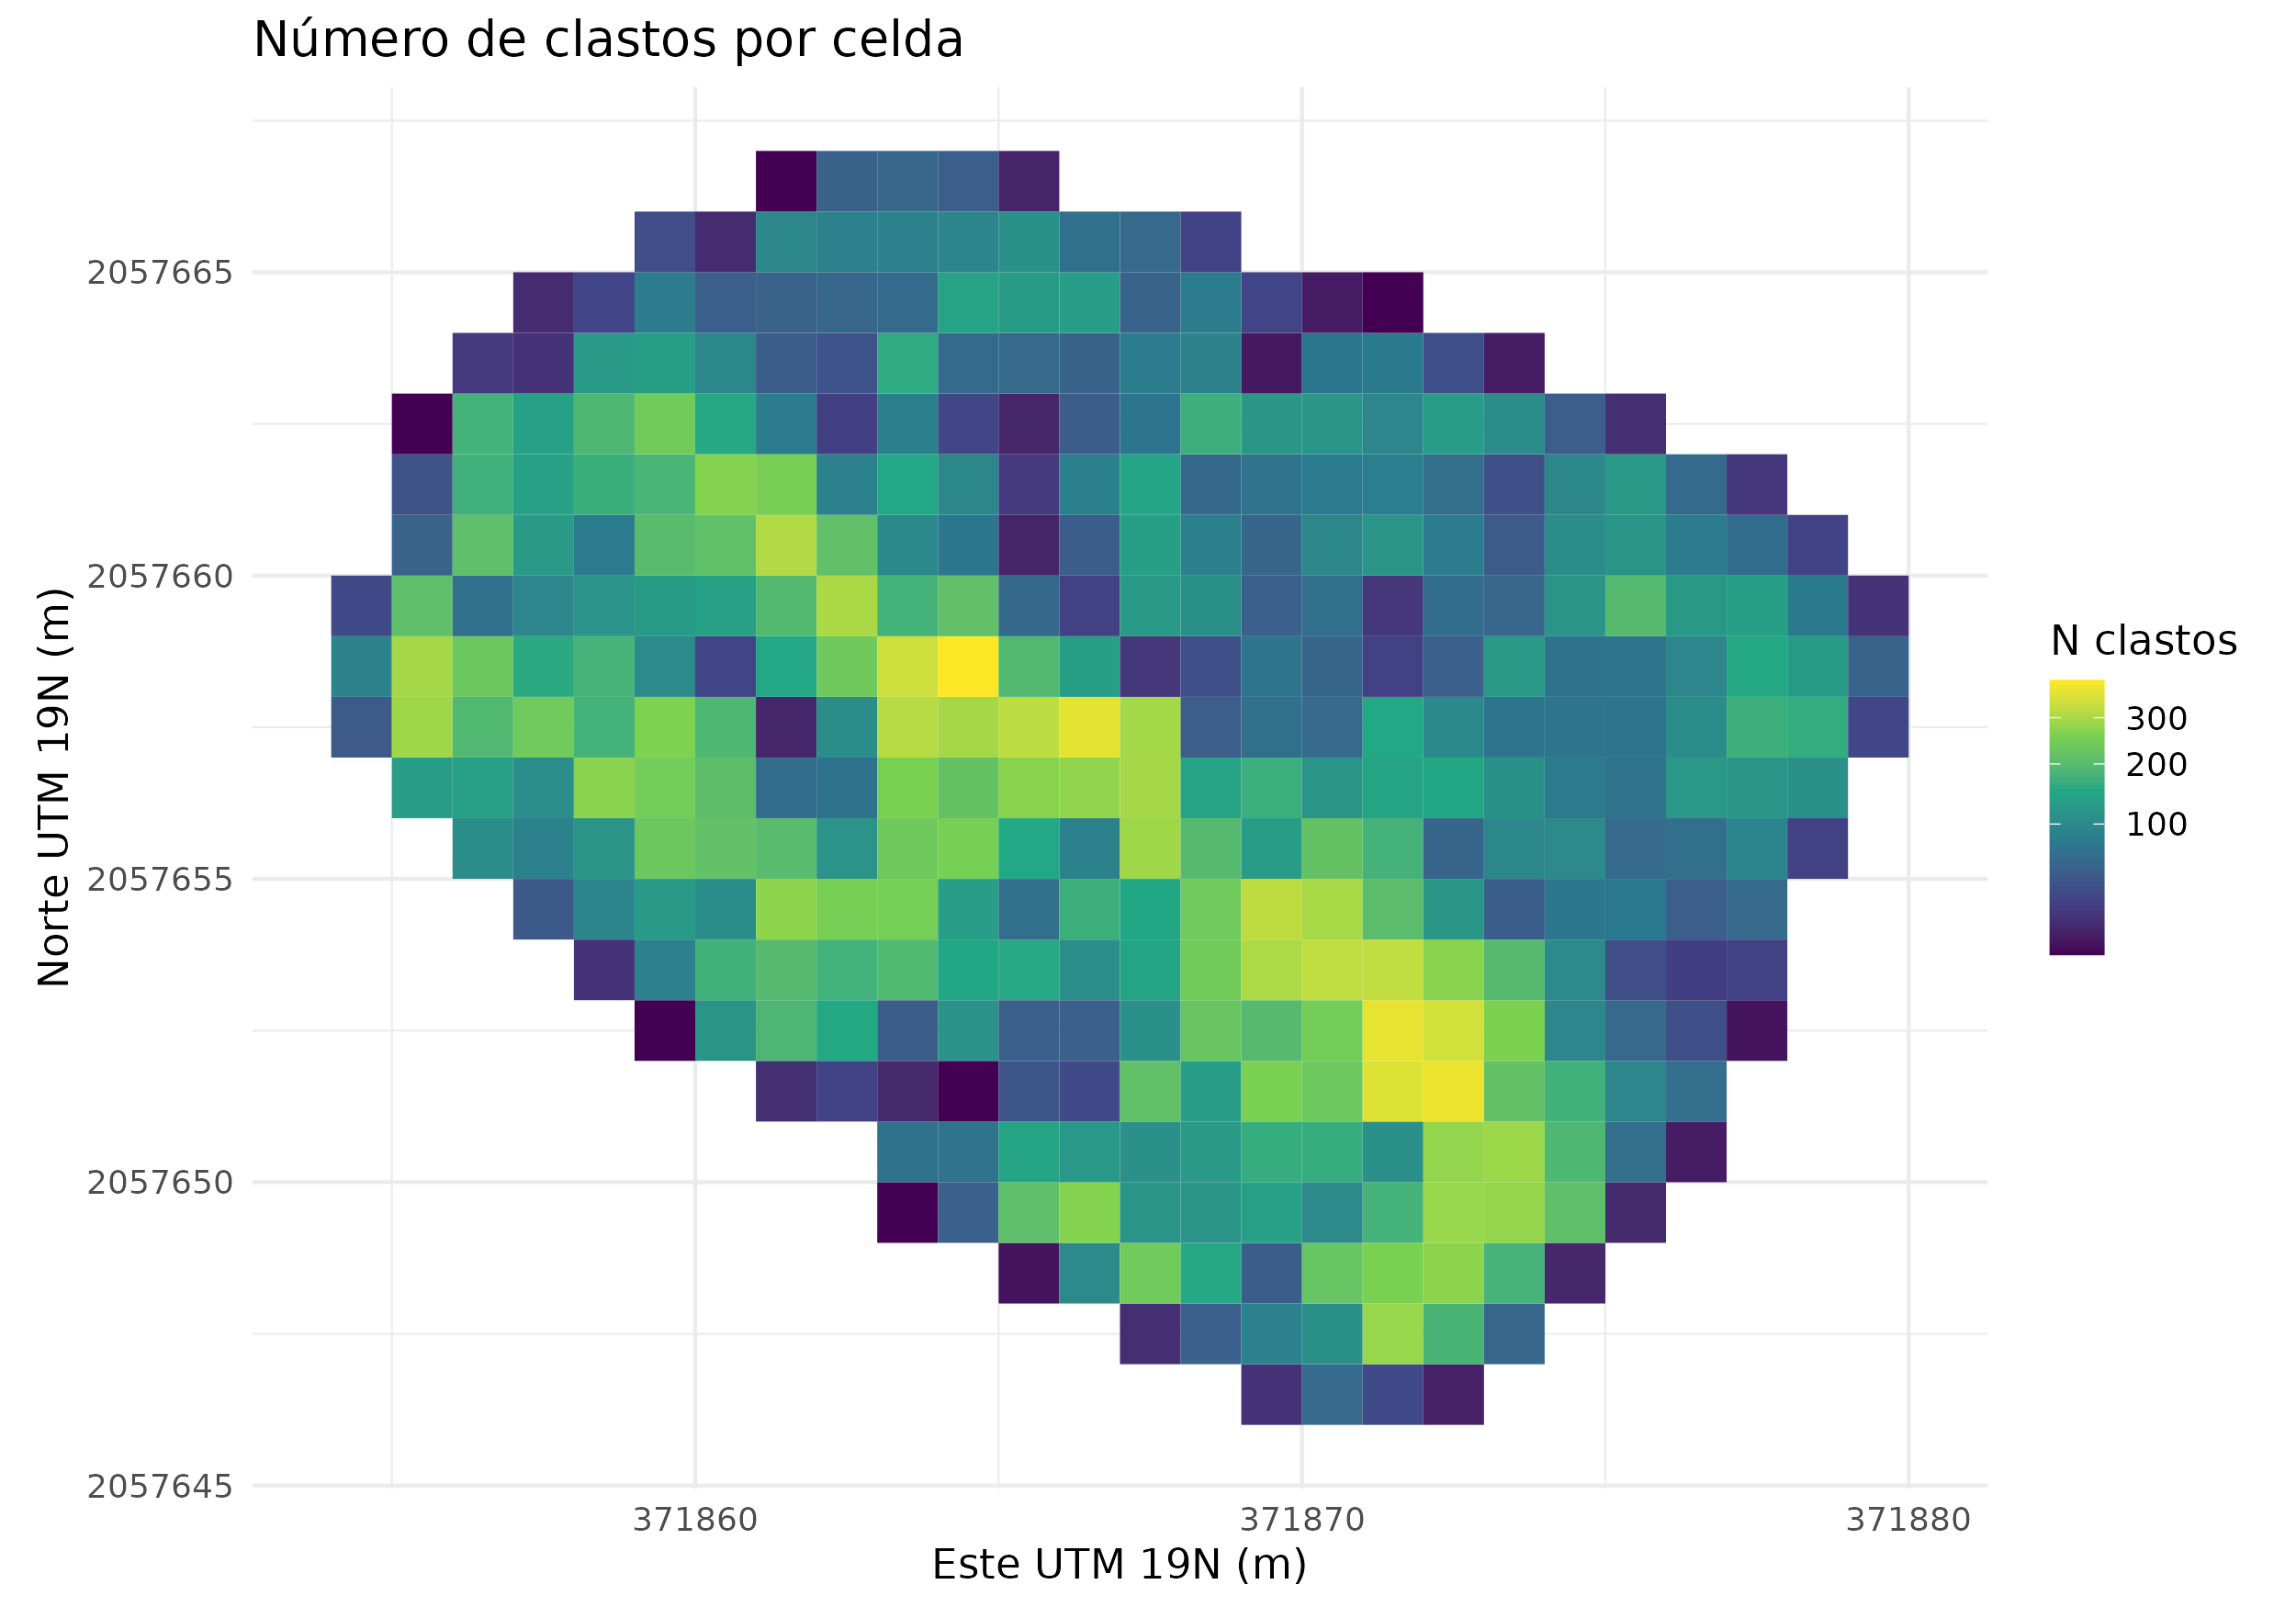 Número de clastos por celda
2057665
2057660
2057655
2057650
2057645
Norte UTM 19N (m)
371860
371870
371880
Este UTM 19N (m)
N clastos
300
200
100